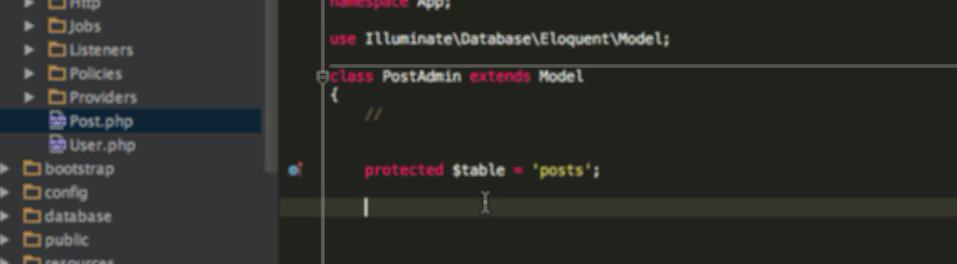 Http
Jobs
Listeners
Policies
Providers
Post.php
User.php
bootstrap
config
database
public
resources
namespace App;
use Illuminate\Database\Eloquent\Model;
class PostAdmin extends Model
{
//
protected $table = 'posts';